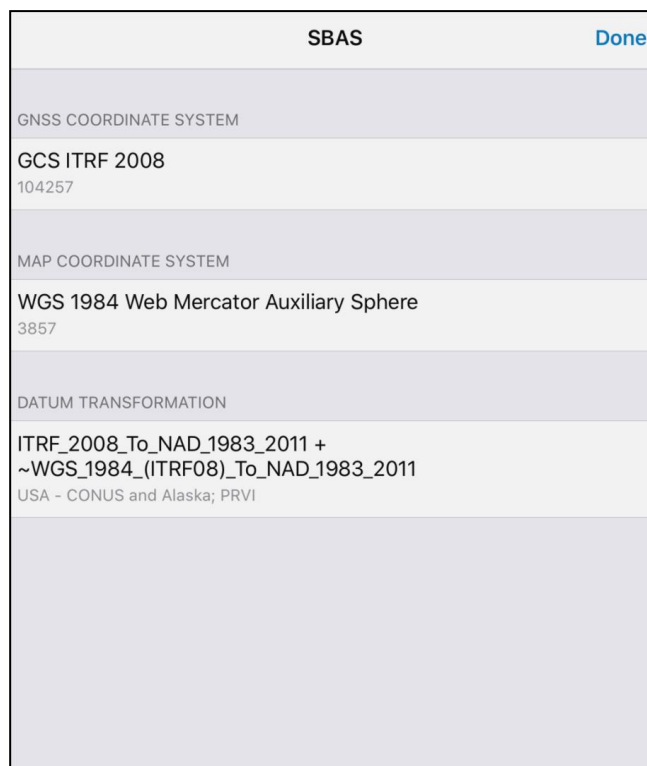 SBAS
Done
GNSS COORDINATE SYSTEM
GCS ITRF 2008
104257
MAP COORDINATE SYSTEM
WGS 1984 Web Mercator Auxiliary Sphere
3857
DATUM TRANSFORMATION
ITRF_2008_To_NAD_1983_2011 +
~WGS_1984_(ITRF08)_To_NAD_1983_2011
USA - CONUS and Alaska; PRVI